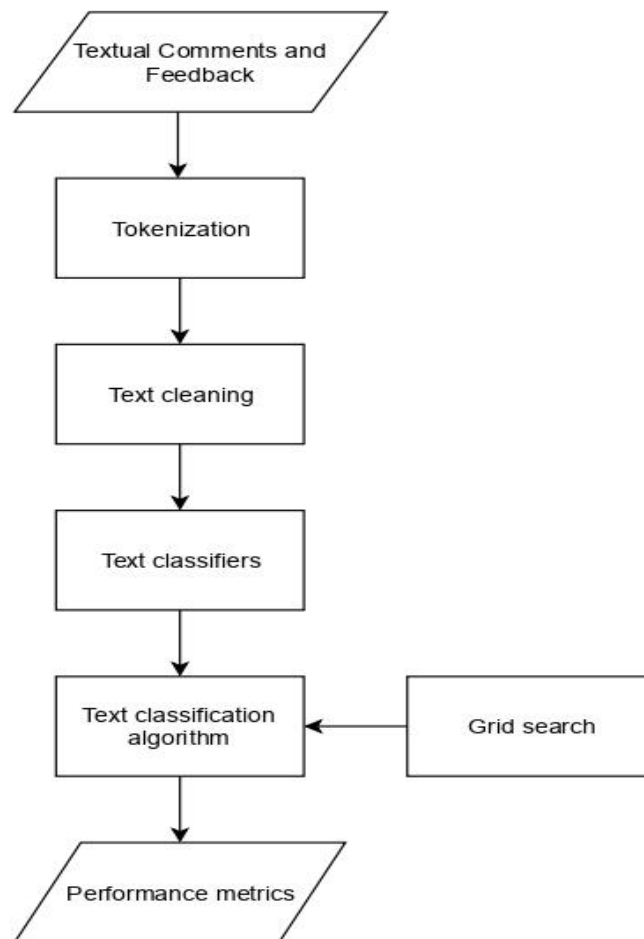 Textual Comments and
Feedback
Tokenization
Text cleaning
Text classifiers
Text classification
algorithm
Grid search
Performance metrics